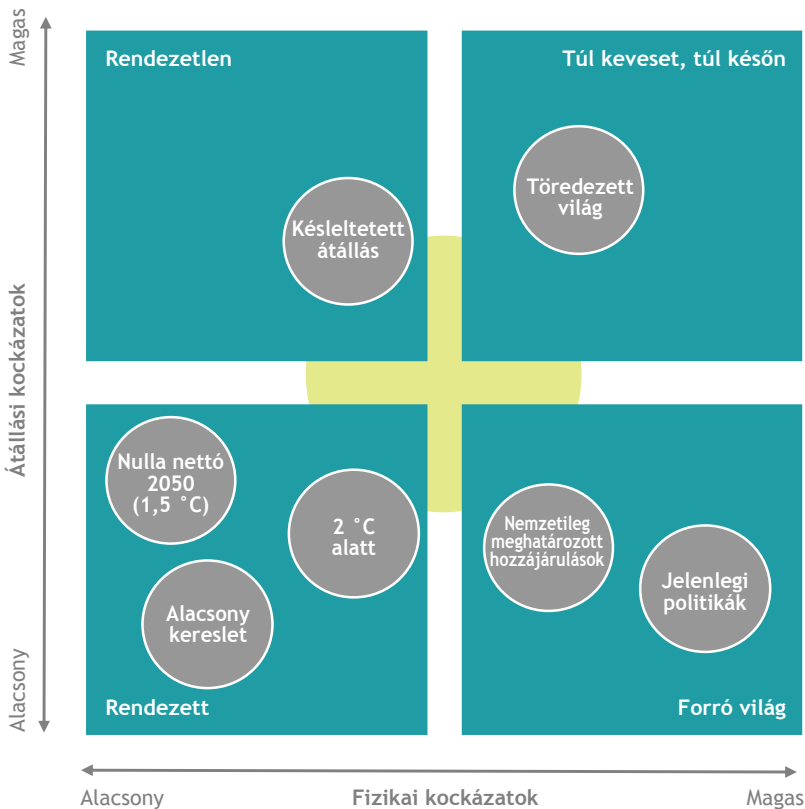 Magas
Rendezetlen
Túl keveset, túl későn
Töredezett
világ
Késleltetett
átállás
Átállási kockázatok
Nulla nettó
2050
(1,5 °C)
2 °C
alatt
Nemzetileg
meghatározott
hozzájárulások
Jelenlegi
politikák
Alacsony
kereslet
Rendezett
Forró világ
Alacsony
Alacsony
Fizikai kockázatok
Magas